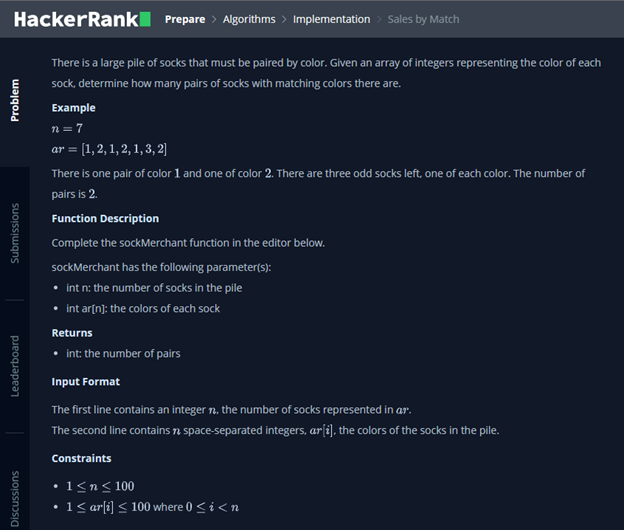 HackerRank Prepare > Algorithms > Implementation > Sales by Match
Problem
Submissions
Leaderboard
Discussions
There is a large pile of socks that must be paired by color. Given an array of integers representing the color of each
sock, determine how many pairs of socks with matching colors there are.
Example
n = 7
ar = [1, 2, 1, 2, 1, 3, 2]
There is one pair of color 1 and one of color 2. There are three odd socks left, one of each color. The number of
pairs is 2.
Function Description
Complete the sockMerchant function in the editor below.
sockMerchant has the following parameter(s):
• int n: the number of socks in the pile
• int ar[n]: the colors of each sock
Returns
• int: the number of pairs
Input Format
The first line contains an integer n, the number of socks represented in ar.
The second line contains n space-separated integers, ar[i], the colors of the socks in the pile.
Constraints
• 1 ≤ n ≤ 100
• 1 ≤ ar[i] ≤ 100 where 0 ≤ i < n